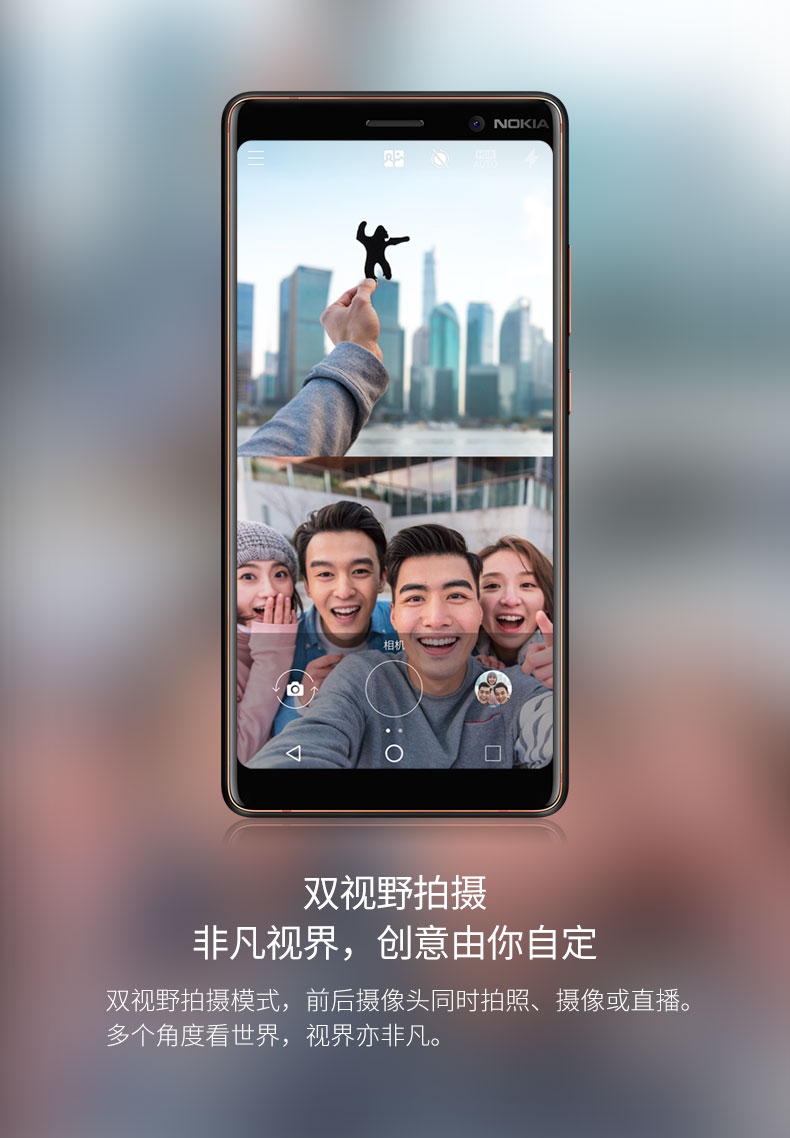 NOKIA
AUTO
相机
双视野拍摄
非凡视界，创意由你自定
双视野拍摄模式，前后摄像头同时拍照、摄像或直播。
多个角度看世界，视界亦非凡。